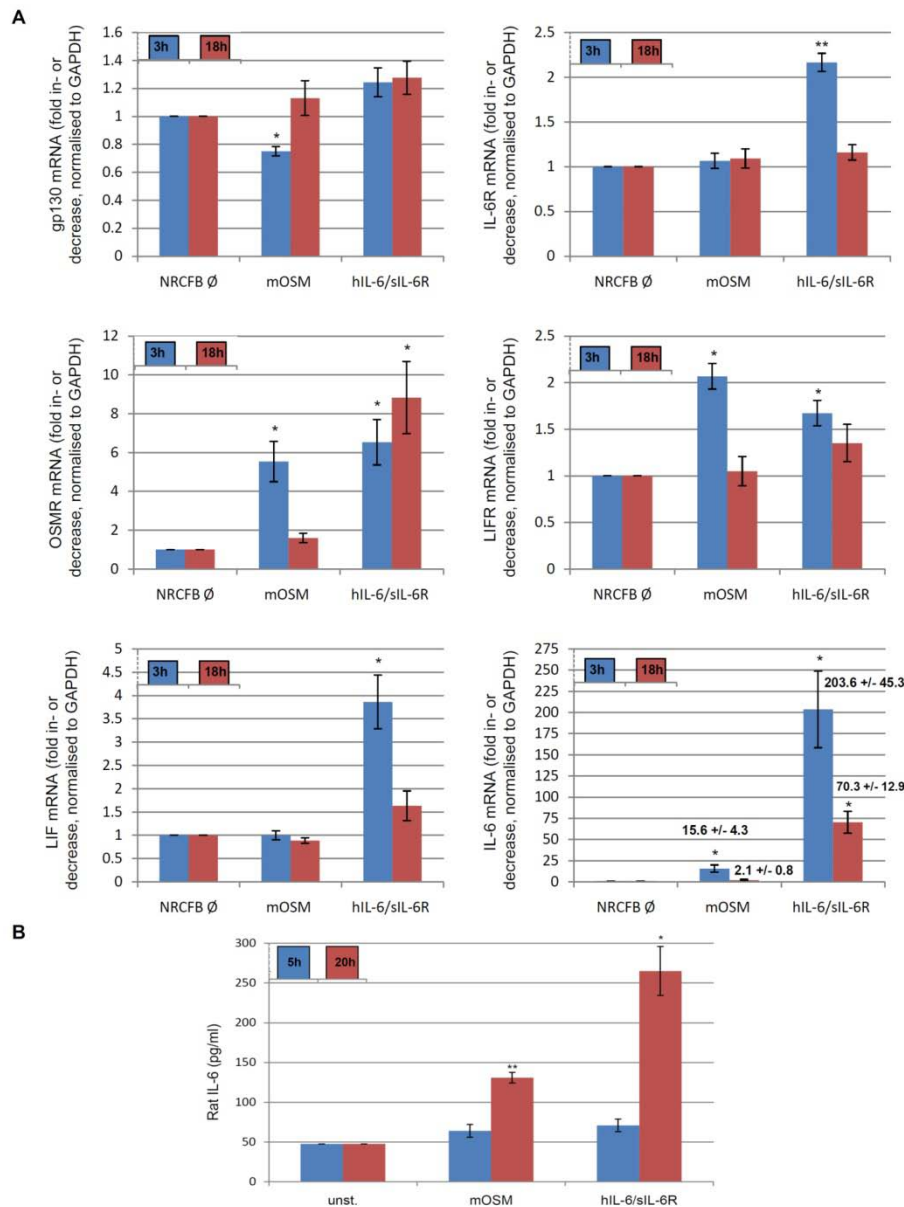 A
gp130 mRNA (fold in- or
decrease, normalised to GAPDH)
1.6
1.4
1.2
1
0.8
0.6
0.4
0.2
0
3h 18h
*
NRCFB Ø mOSM hIL-6/sIL-6R
IL-6R mRNA (fold in- or
decrease, normalised to GAPDH)
2.5
2
1.5
1
0.5
0
3h 18h
**
NRCFB Ø mOSM hIL-6/sIL-6R
OSMR mRNA (fold in- or
decrease, normalised to GAPDH)
12
10
8
6
4
2
0
3h 18h
* * *
NRCFB Ø mOSM hIL-6/sIL-6R
LIFR mRNA (fold in- or
decrease, normalised to GAPDH)
2.5
2
1.5
1
0.5
0
3h 18h
* *
NRCFB Ø mOSM hIL-6/sIL-6R
LIF mRNA (fold in- or
decrease, normalised to GAPDH)
5
4.5
4
3.5
3
2.5
2
1.5
1
0.5
0
3h 18h
*
NRCFB Ø mOSM hIL-6/sIL-6R
IL-6 mRNA (fold in- or
decrease, normalised to GAPDH)
275
250
225
200
175
150
125
100
75
50
25
0
3h 18h
*
203.6 +/- 45.3
70.3 +/- 12.9
*
15.6 +/- 4.3
*
2.1 +/- 0.8
NRCFB Ø mOSM hIL-6/sIL-6R
B
Rat IL-6 (pg/ml)
300
250
200
150
100
50
0
5h 20h
** *
unst. mOSM hIL-6/sIL-6R